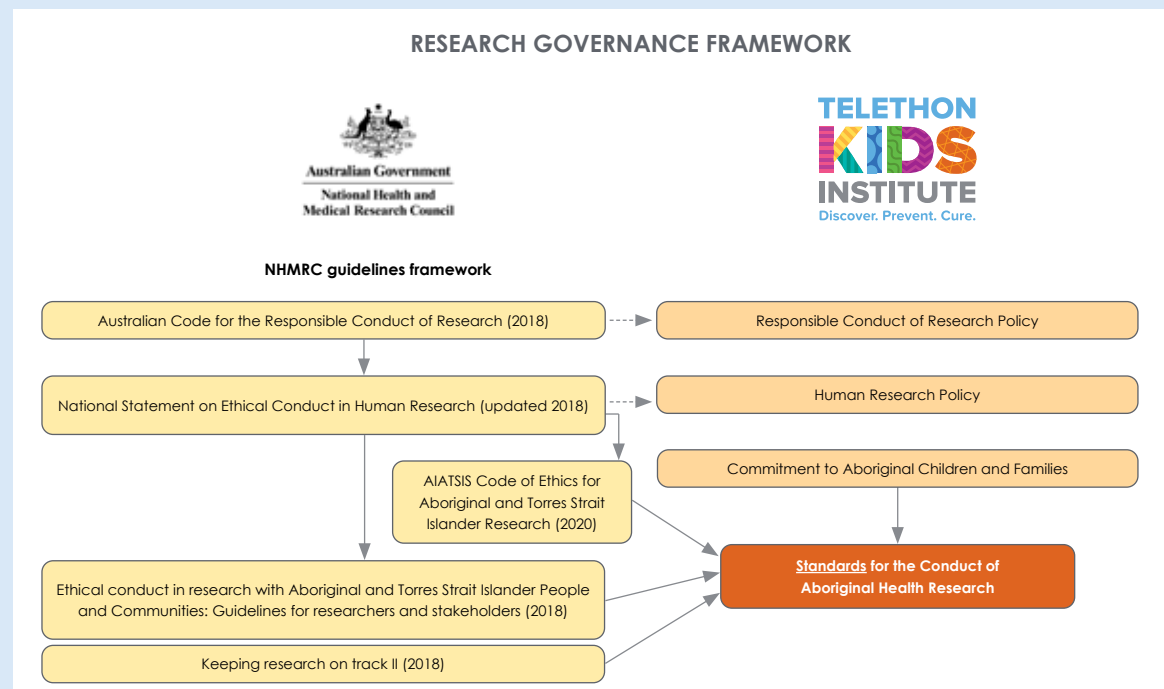 RESEARCH GOVERNANCE FRAMEWORK
Australian Government
National Health and
Medical Research Council
TELETHON
KIDS
INSTITUTE
Discover. Prevent. Cure.
NHMRC guidelines framework
Australian Code for the Responsible Conduct of Research (2018)
Responsible Conduct of Research Policy
National Statement on Ethical Conduct in Human Research (updated 2018)
Human Research Policy
AIATSIS Code of Ethics for
Aboriginal and Torres Strait
Islander Research (2020)
Commitment to Aboriginal Children and Families
Standards for the Conduct of
Aboriginal Health Research
Ethical conduct in research with Aboriginal and Torres Strait Islander People
and Communities: Guidelines for researchers and stakeholders (2018)
Keeping research on track II (2018)